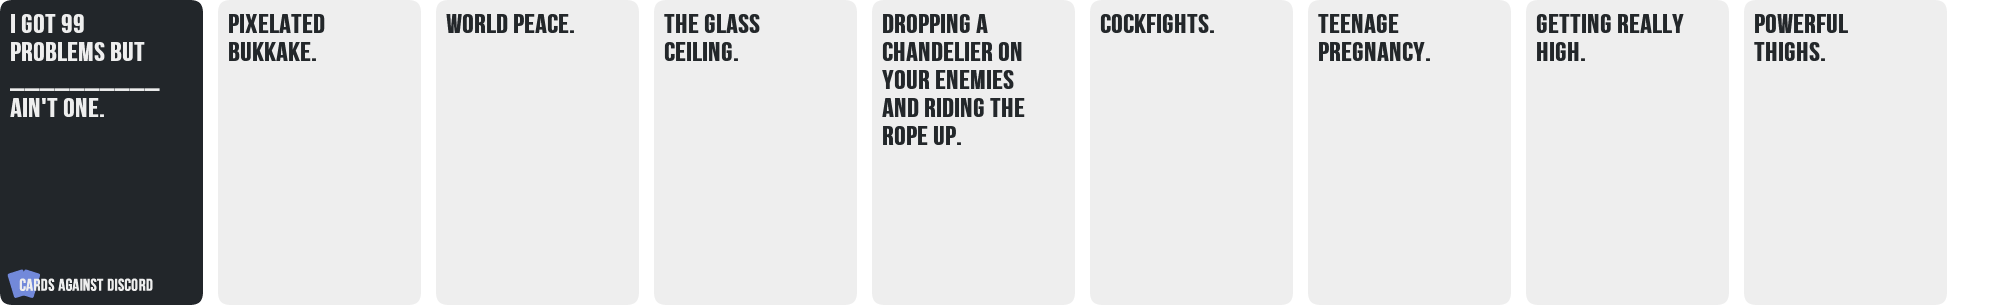 I GOT 99
PROBLEMS BUT
__________
AIN'T ONE.
CARDS AGAINST DISCORD
PIXELATED
BUKKAKE.
WORLD PEACE.
THE GLASS
CEILING.
DROPPING A
CHANDELIER ON
YOUR ENEMIES
AND RIDING THE
ROPE UP.
COCKFIGHTS.
TEENAGE
PREGNANCY.
GETTING REALLY
HIGH.
POWERFUL
THIGHS.